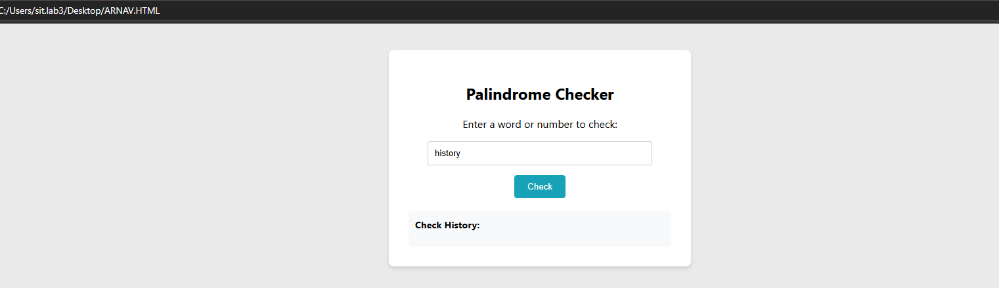 C:/Users/sit.lab3/Desktop/ARNAV.HTML
Palindrome Checker
Enter a word or number to check:
history
Check
Check History: